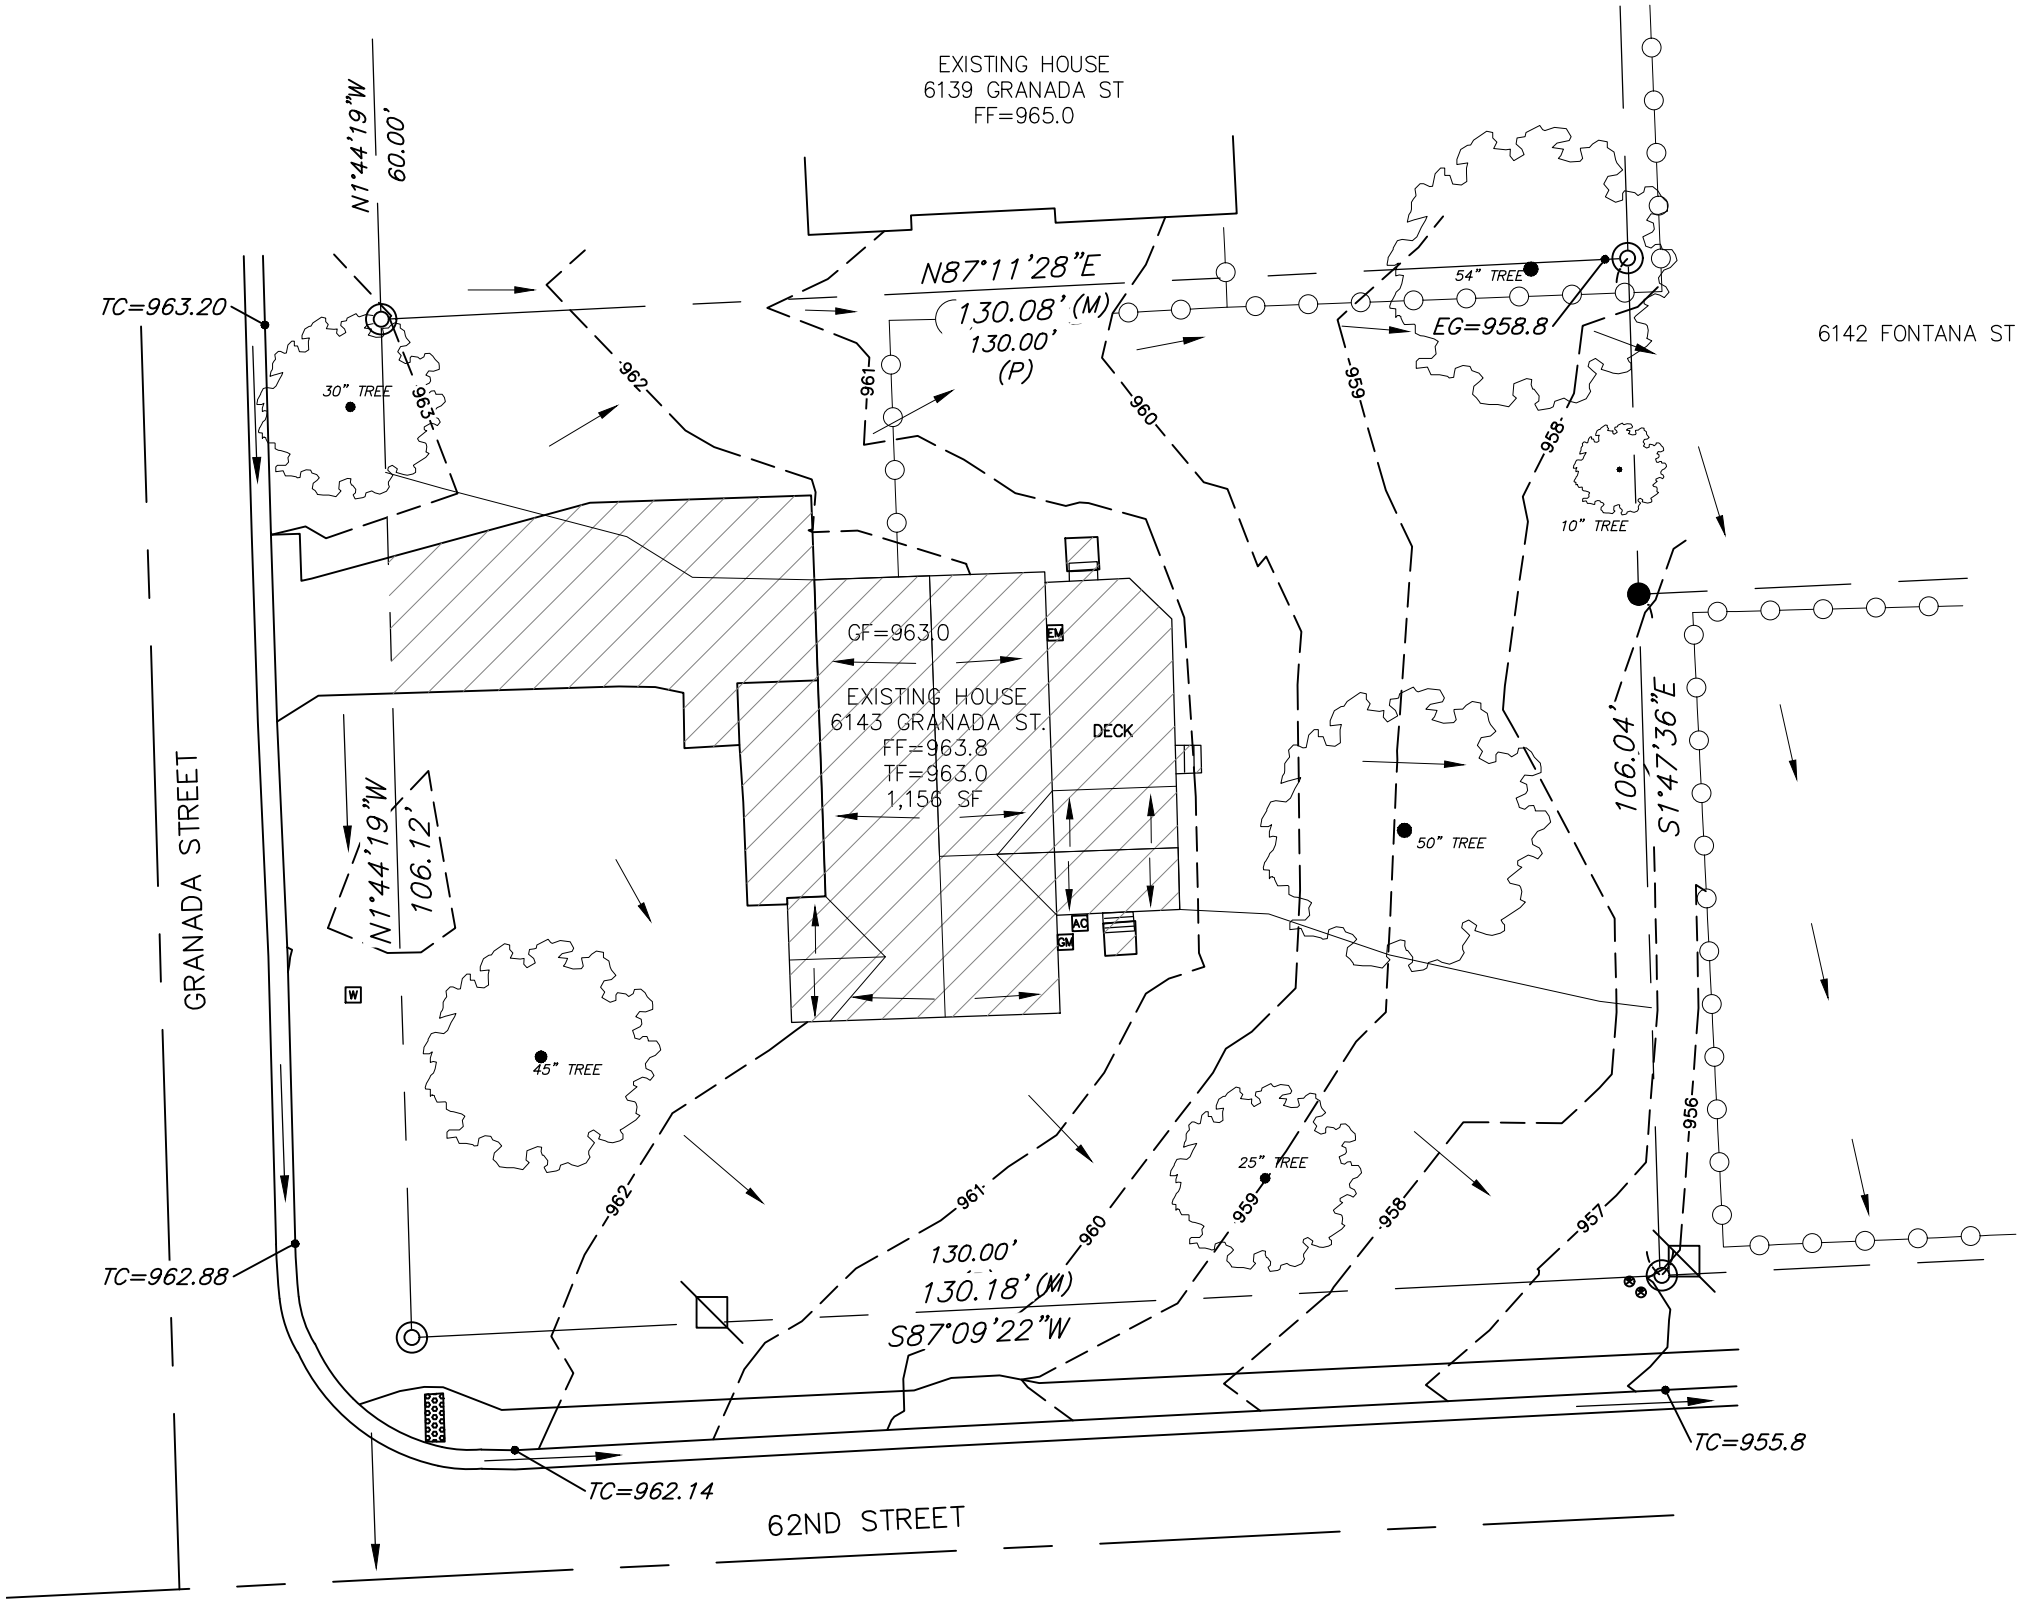 EXISTING HOUSE
6139 GRANADA ST
FF=965.0
N1°44'19"W
60.00'
TC=963.20
N87°11'28"E
130.08' (M)
130.00'
(P)
54" TREE
EG=958.8
6142 FONTANA ST
30" TREE
963
962
961
960
959
958
10" TREE
GF=963.0
EM
EXISTING HOUSE
6143 GRANADA ST.
FF=963.8
TF=963.0
1,156 SF
DECK
106.04'
S1°47'36"E
GRANADA STREET
N1°44'19"W
106.12'
50" TREE
AC
GM
W
45" TREE
956
25" TREE
962
961
960
959
958
957
TC=962.88
130.00'
130.18' (M)
S87°09'22"W
TC=955.8
TC=962.14
62ND STREET